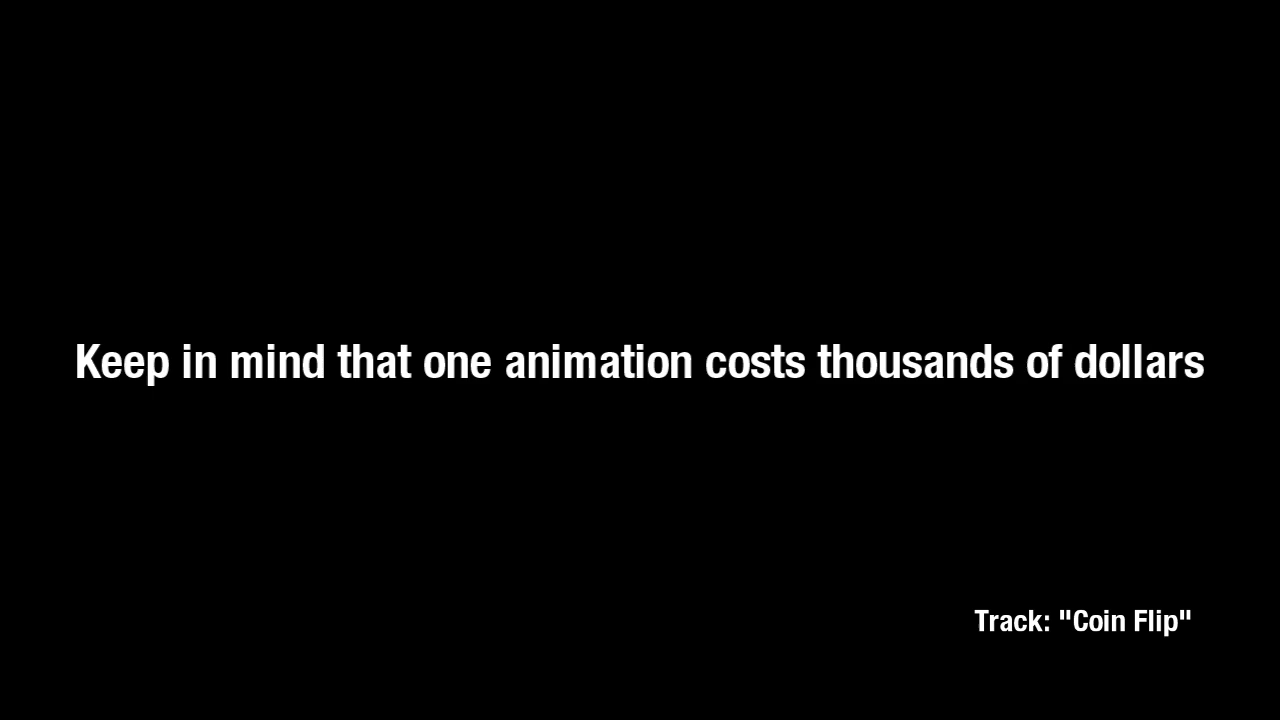 Keep in mind that one animation costs thousands of dollars
Track: "Coin Flip"